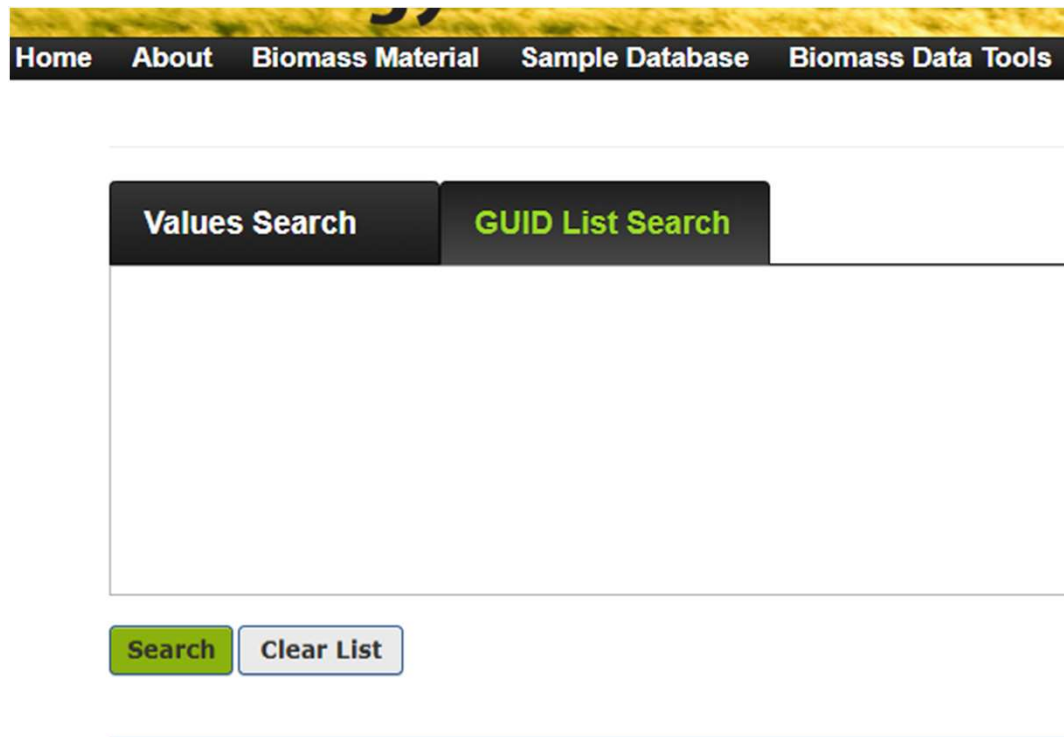 Home About Biomass Material Sample Database Biomass Data Tools
Values Search GUID List Search
Search Clear List